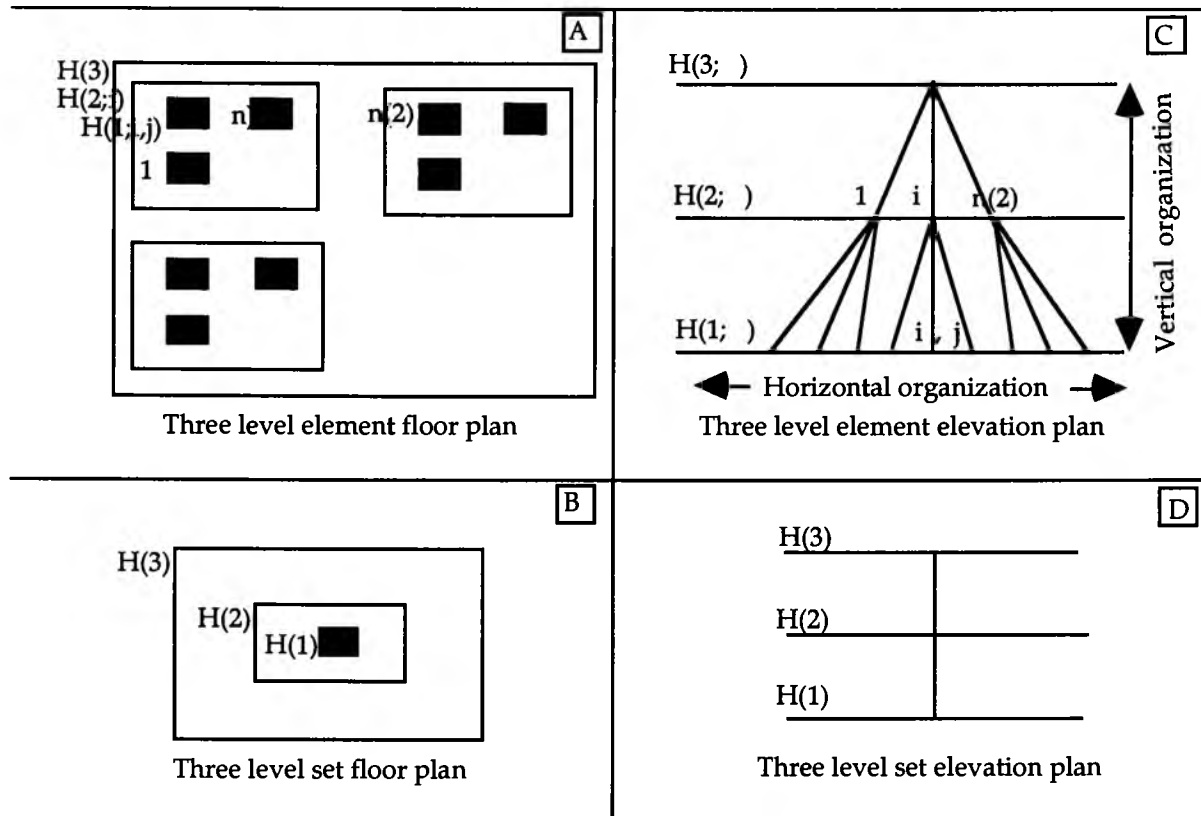 A
H(3)
H(2;i)
H(1;i,j)
n)
n(2)
1
Three level element floor plan
C
H(3; )
H(2; )
1 i n(2)
H(1; )
i , j
Vertical organization
Horizontal organization
Three level element elevation plan
B
H(3)
H(2)
H(1)
Three level set floor plan
D
H(3)
H(2)
H(1)
Three level set elevation plan